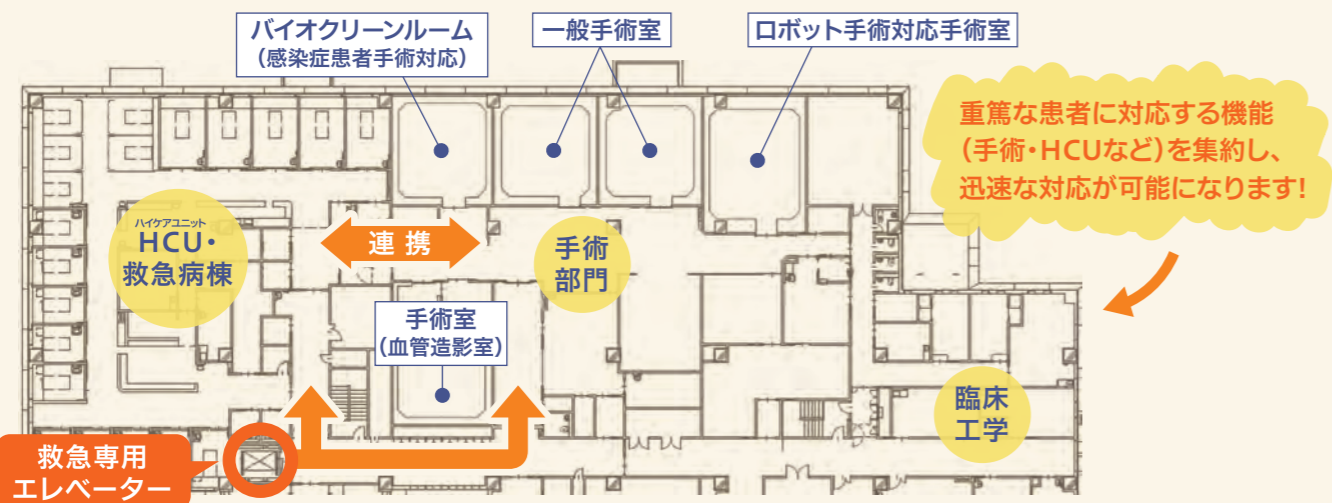 バイオクリーンルーム
（感染症患者手術対応）
一般手術室
ロボット手術対応手術室
重篤な患者に対応する機能
（手術・HCUなど）を集約し、
迅速な対応が可能になります!
ハイケアユニット
HCU・
救急病棟
連携
手術
部門
手術室
（血管造影室）
臨床
工学
救急専用
エレベーター